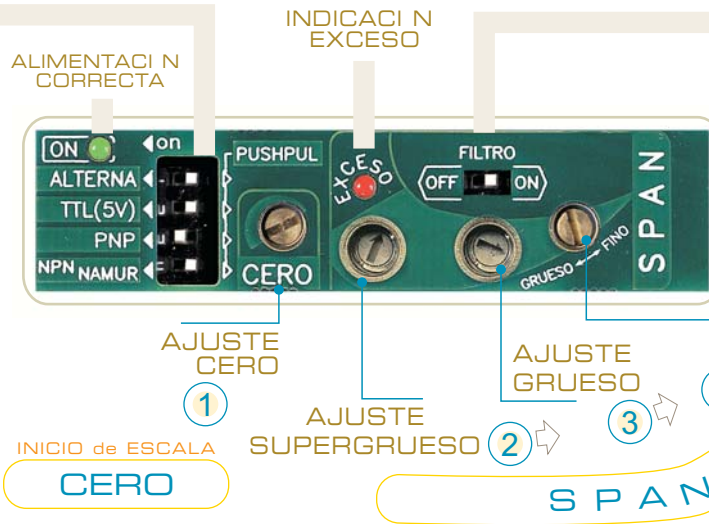 INDICACI N
EXCESO
ALIMENTACI N
CORRECTA
ON
on
ALTERNA
TTL(5V)
PNP
NPN NAMUR
PUSHPUL
CERO
EXCESO
FILTRO
OFF
ON
GRUESO
FINO
SPAN
AJUSTE
CERO
1
AJUSTE
SUPERGRUESO
2
AJUSTE
GRUESO
3
INICIO de ESCALA
CERO
SPAN